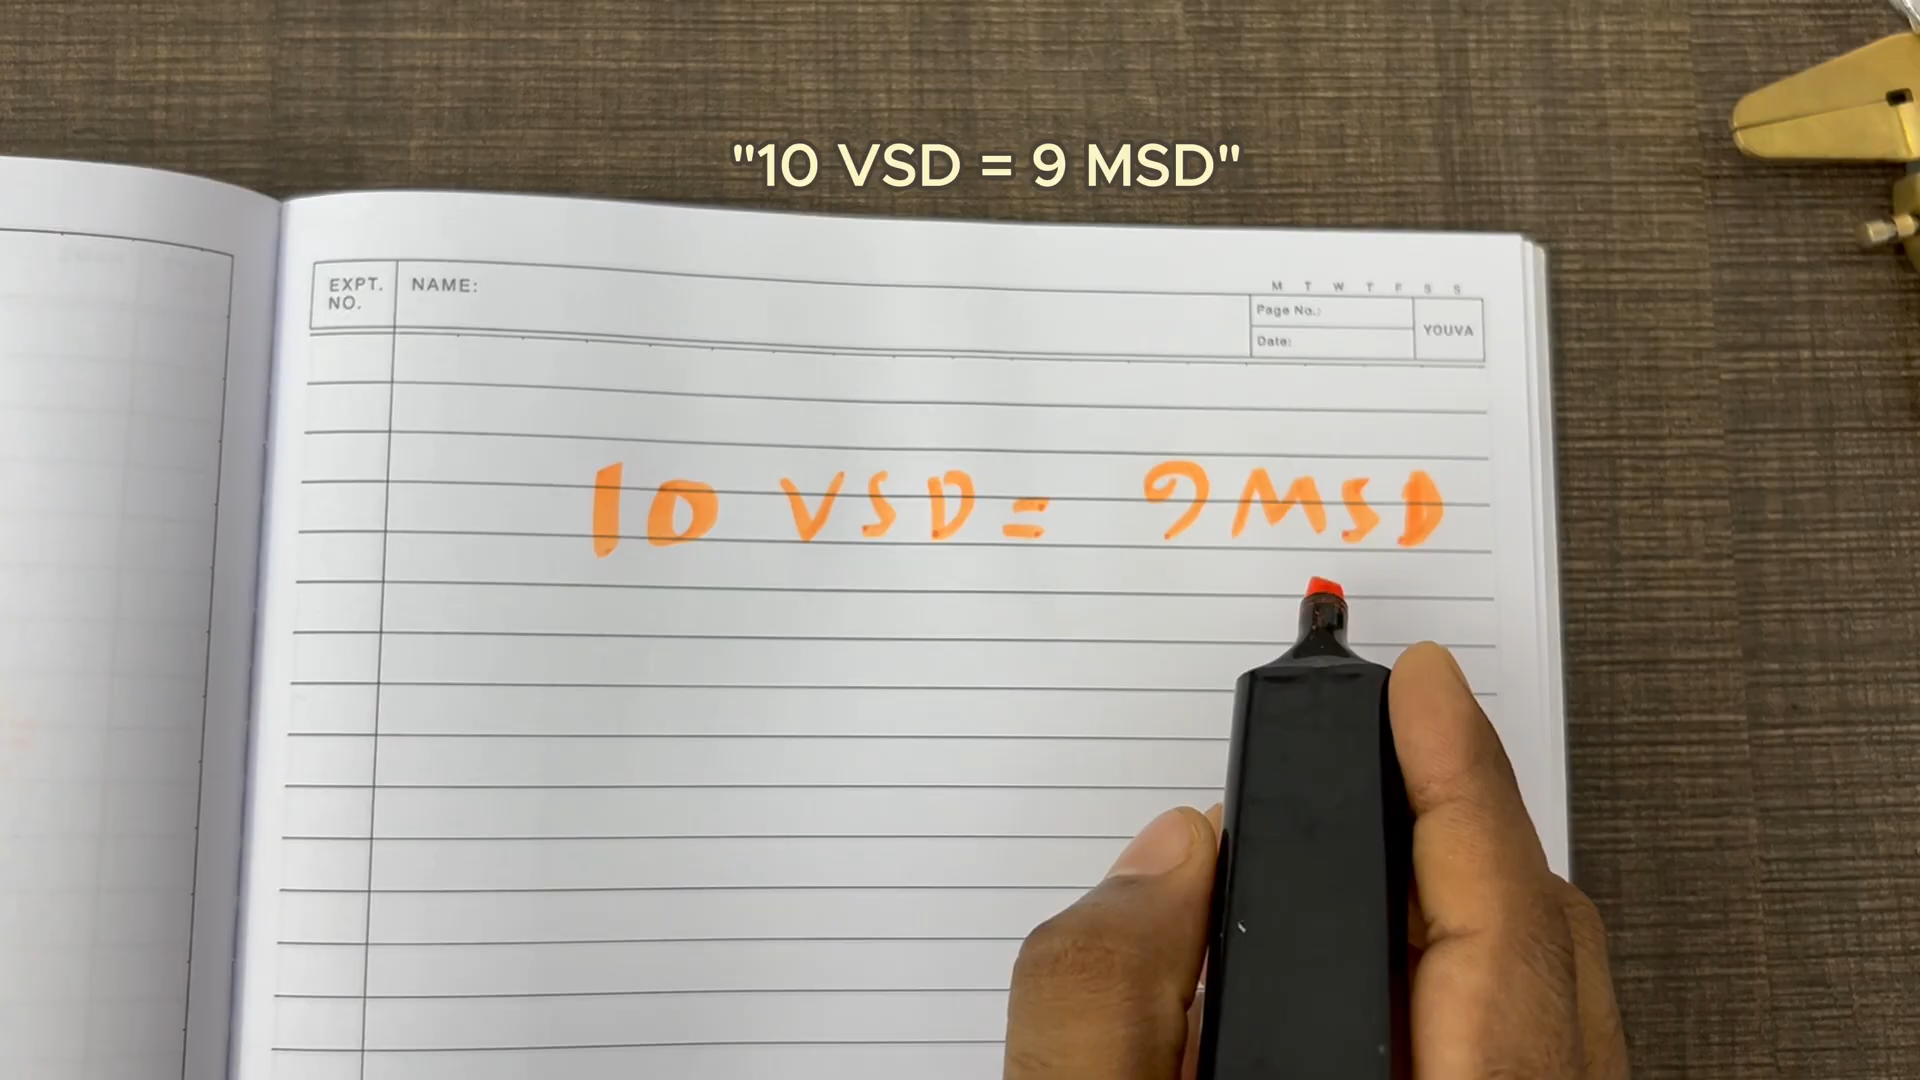 "10 VSD = 9 MSD"
EXPT. NO.
NAME:
M T W T F S S
Page No.:
Date:
YOUVA
10 VSD = 9 MSD